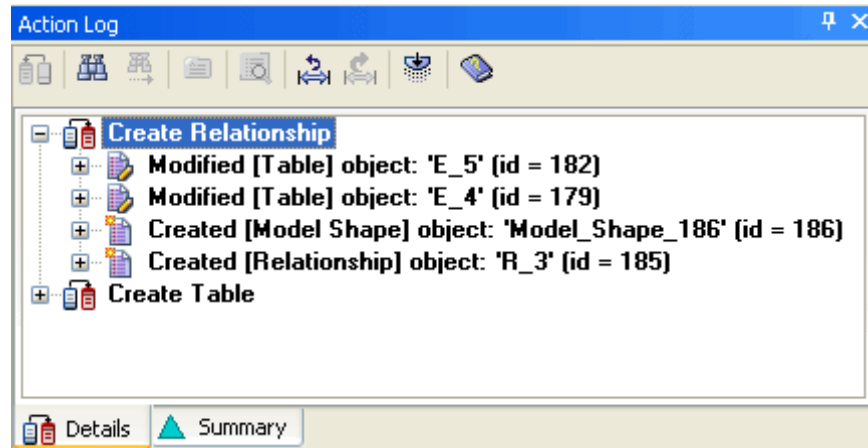 Action Log
Create Relationship
Modified [Table] object: 'E_5' (id = 182)
Modified [Table] object: 'E_4' (id = 179)
Created [Model Shape] object: 'Model_Shape_186' (id = 186)
Created [Relationship] object: 'R_3' (id = 185)
Create Table
Details Summary